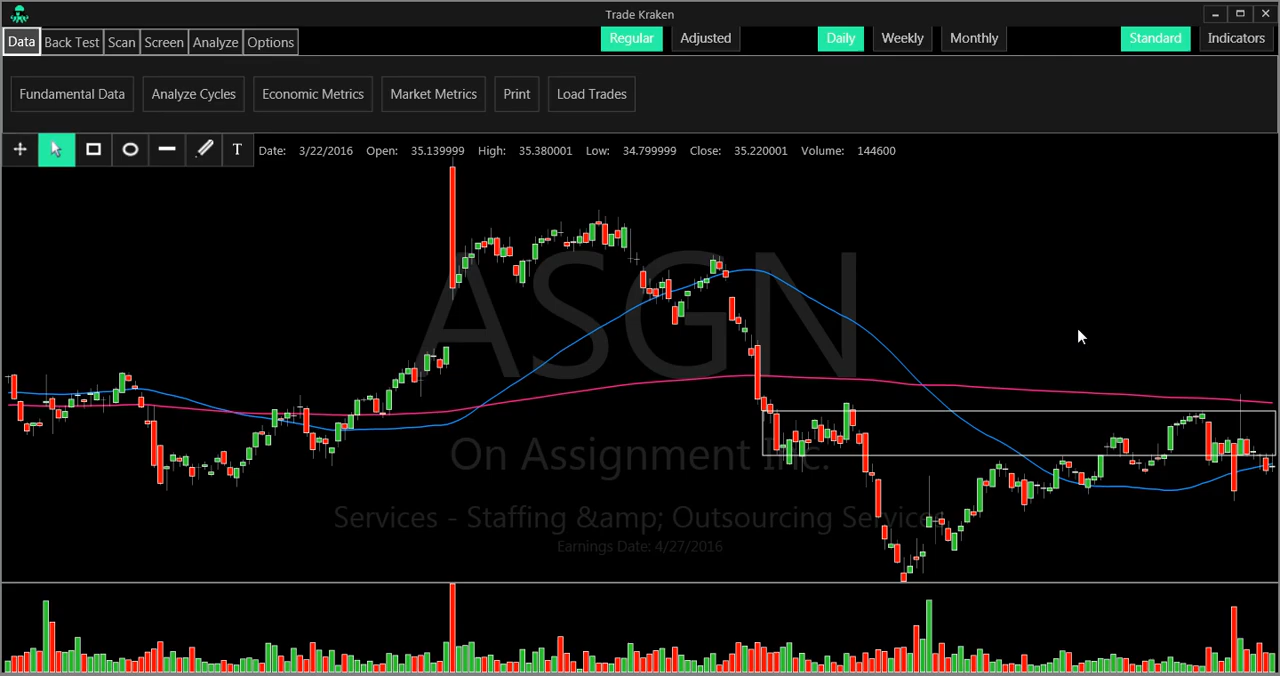 Trade Kraken
Data Back Test Scan Screen Analyze Options Regular Adjusted Daily Weekly Monthly Standard Indicators
Fundamental Data Analyze Cycles Economic Metrics Market Metrics Print Load Trades
T Date: 3/22/2016 Open: 35.139999 High: 35.380001 Low: 34.799999 Close: 35.220001 Volume: 144600
ASGN
On Assignment Inc.
Services - Staffing &amp; Outsourcing Services
Earnings Date: 4/27/2016